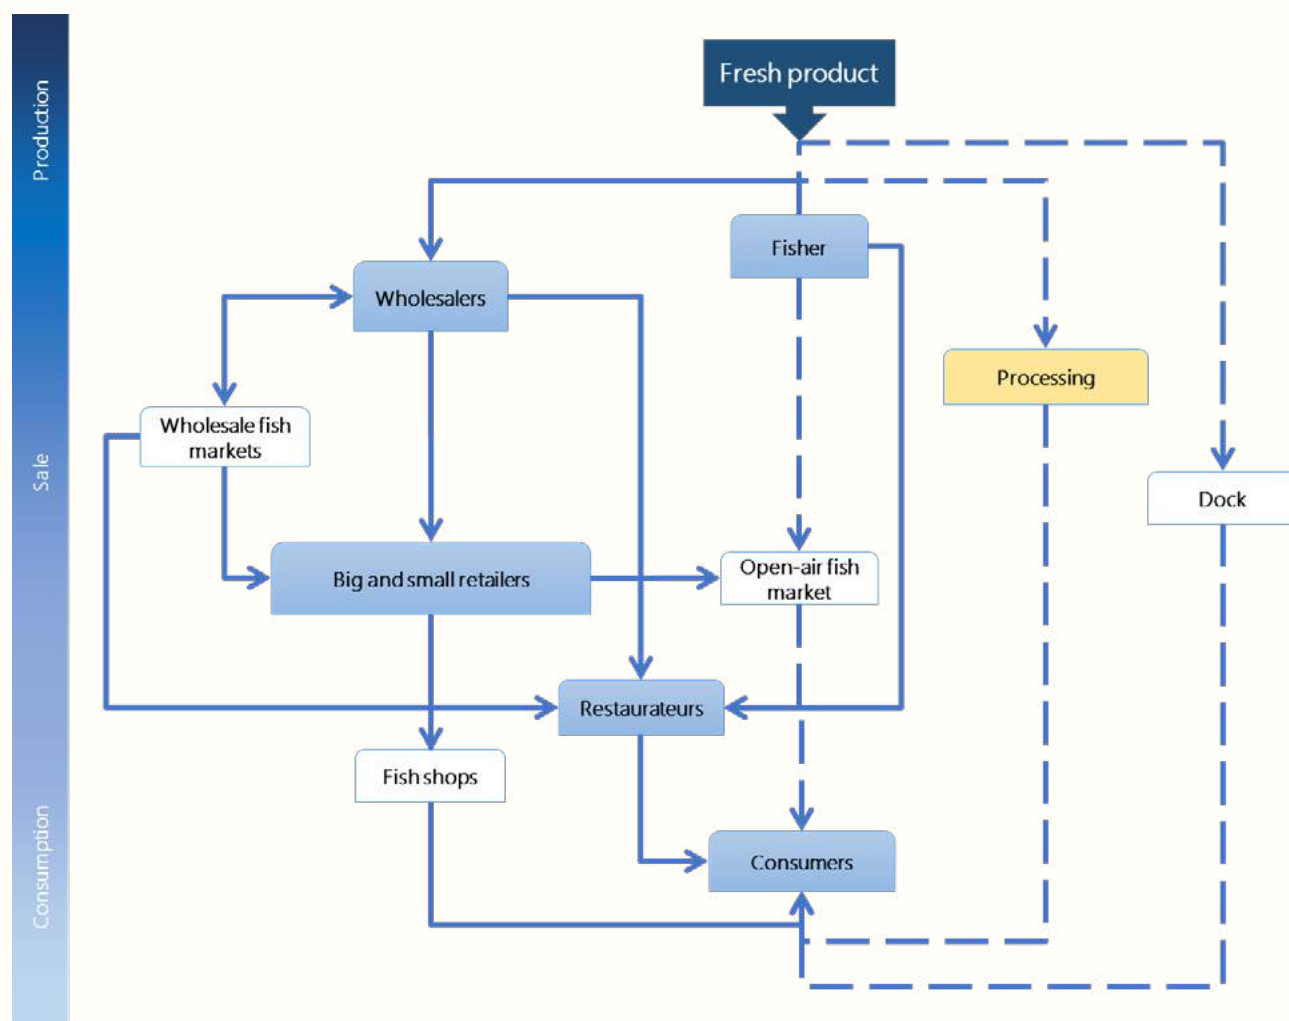 Fresh product
Production
Fisher
Wholesalers
Processing
Wholesale fish
markets
Sale
Dock
Open-air fish
market
Big and small retailers
Restaurateurs
Fish shops
Consumers
Consumption